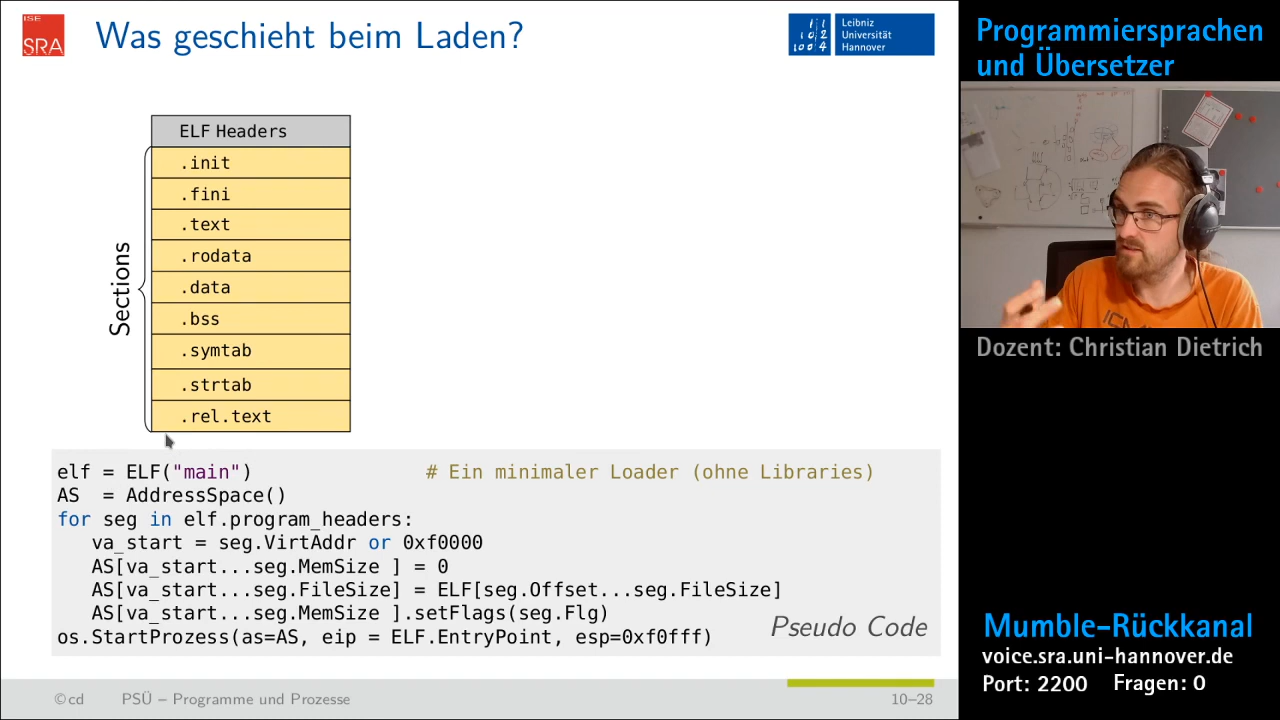 ISE
SRA
Was geschieht beim Laden?
Leibniz
Universität
Hannover
ELF Headers
.init
.fini
.text
.rodata
.data
.bss
.symtab
.strtab
.rel.text
Sections
elf = ELF("main") # Ein minimaler Loader (ohne Libraries)
AS = AddressSpace()
for seg in elf.program_headers:
va_start = seg.VirtAddr or 0xf0000
AS[va_start...seg.MemSize ] = 0
AS[va_start...seg.FileSize] = ELF[seg.Offset...seg.FileSize]
AS[va_start...seg.MemSize ].setFlags(seg.Flg)
os.StartProzess(as=AS, eip = ELF.EntryPoint, esp=0xf0fff)
Pseudo Code
©cd PSÜ – Programme und Prozesse 10–28
Programmiersprachen
und Übersetzer
Dozent: Christian Dietrich
Mumble-Rückkanal
voice.sra.uni-hannover.de
Port: 2200 Fragen: 0